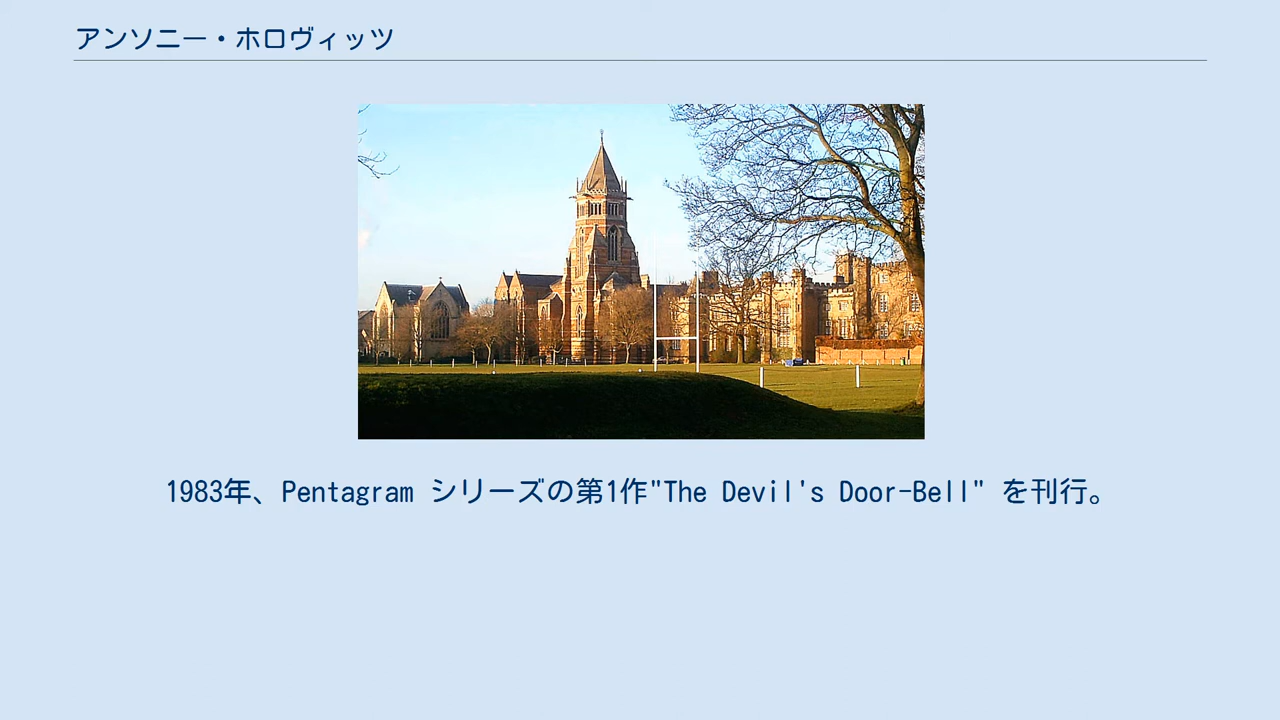 アンソニー・ホロヴィッツ
1983年、Pentagram シリーズの第1作"The Devil's Door-Bell" を刊行。